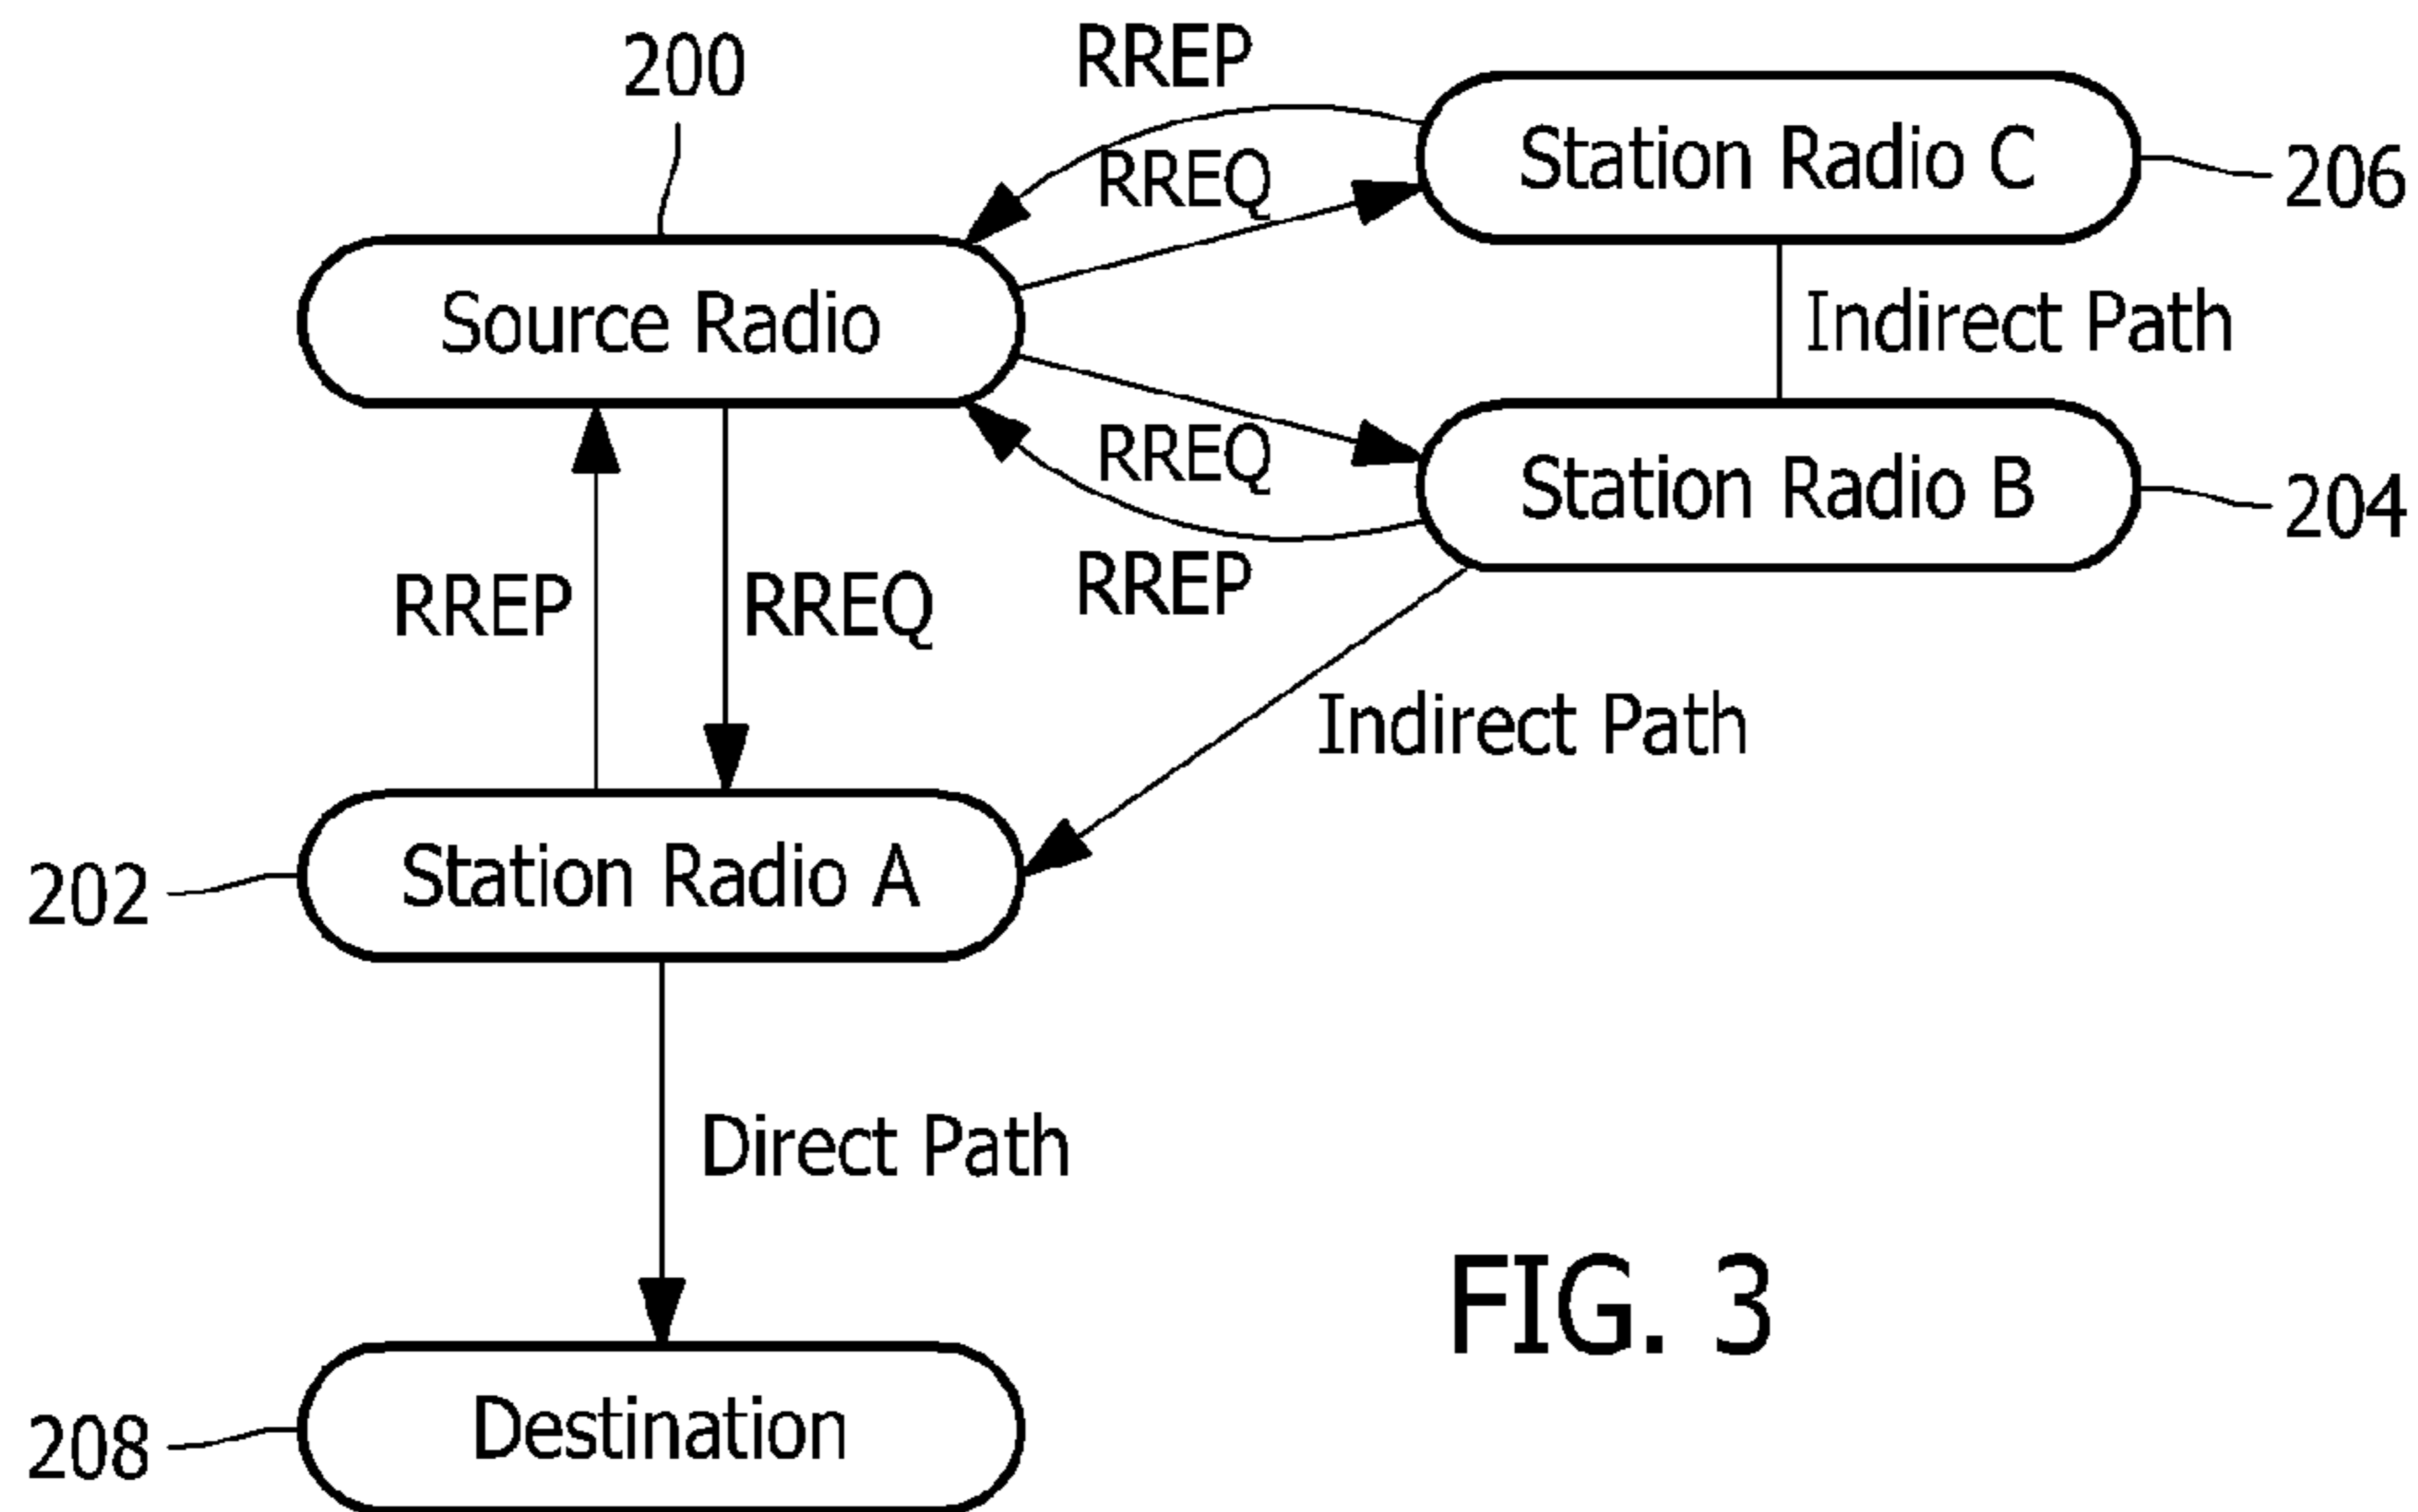 200
RREP
Station Radio C
206
RREQ
Source Radio
Indirect Path
RREQ
Station Radio B
204
RREP
RREP
RREQ
Indirect Path
Station Radio A
202
Direct Path
FIG. 3
Destination
208